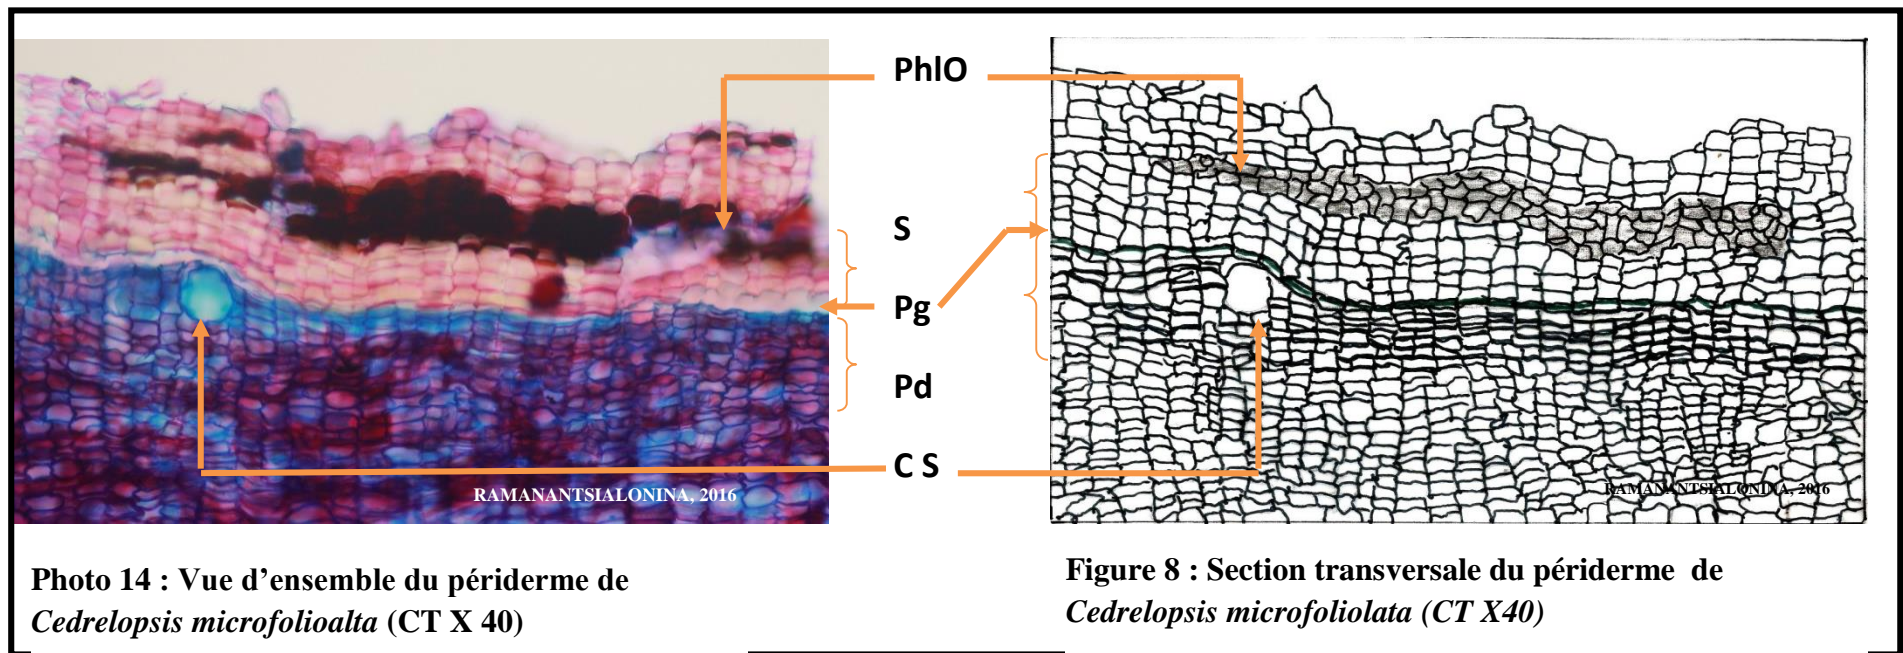 PhlO
S
Pg
Pd
C S
RAMANANTSIALONINA, 2016
RAMANANTSIALONINA, 2016
Photo 14 : Vue d’ensemble du périderme de
Cedrelopsis microfolioalta (CT X 40)
Figure 8 : Section transversale du périderme de
Cedrelopsis microfoliolata (CT X40)